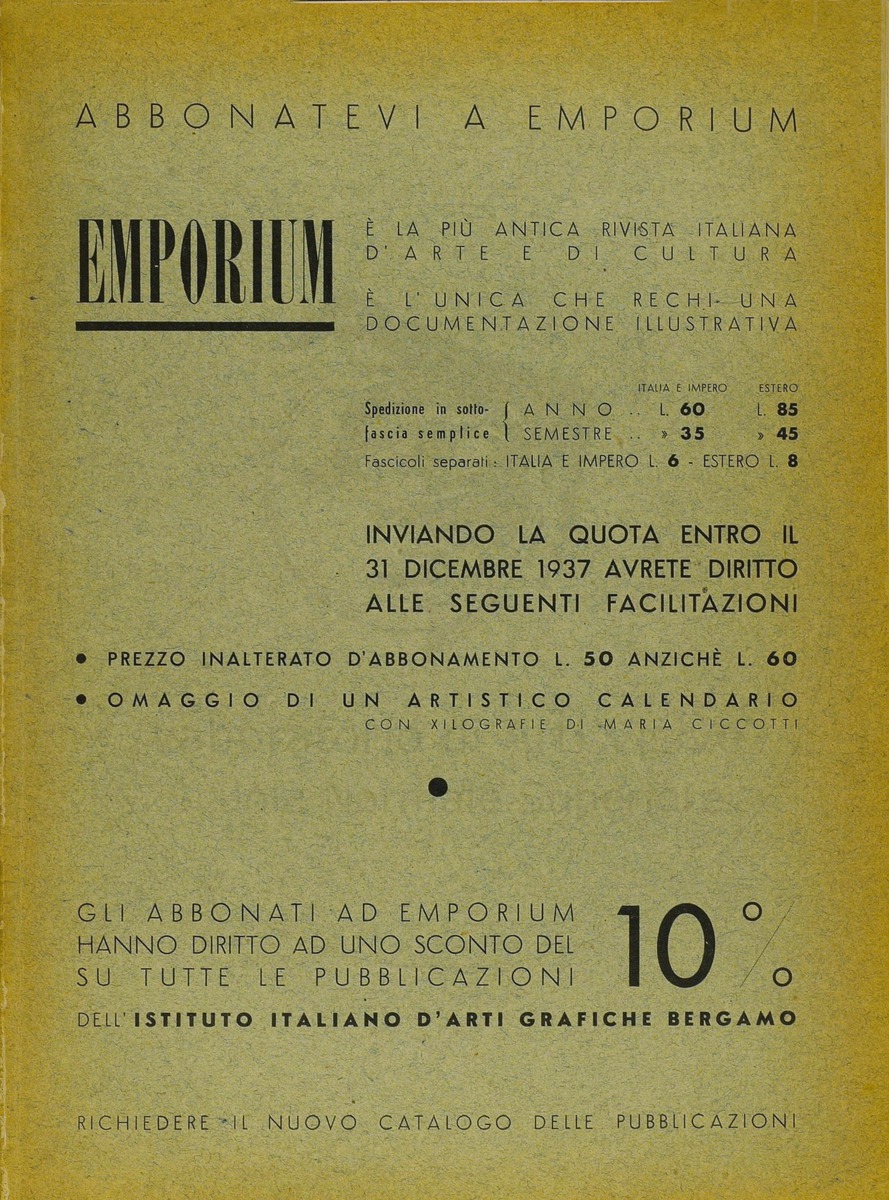 ABBONATEVI A EMPORIUM
EMPORIUM
È LA PIÙ ANTICA RIVISTA ITALIANA
D'ARTE E DI CULTURA
È L'UNICA CHE RECHI UNA
DOCUMENTAZIONE ILLUSTRATIVA
ITALIA E IMPERO ESTERO
Spedizione in sotto- { ANNO .. L. 60 L. 85
fascia semplice } SEMESTRE .. » 35 » 45
Fascicoli separati: ITALIA E IMPERO L. 6 - ESTERO L. 8
INVIANDO LA QUOTA ENTRO IL
31 DICEMBRE 1937 AVRETE DIRITTO
ALLE SEGUENTI FACILITAZIONI
• PREZZO INALTERATO D'ABBONAMENTO L. 50 ANZICHÈ L. 60
• OMAGGIO DI UN ARTISTICO CALENDARIO
CON XILOGRAFIE DI MARIA CICCOTTI
GLI ABBONATI AD EMPORIUM
HANNO DIRITTO AD UNO SCONTO DEL
SU TUTTE LE PUBBLICAZIONI
10%
DELL'ISTITUTO ITALIANO D'ARTI GRAFICHE BERGAMO
RICHIEDERE IL NUOVO CATALOGO DELLE PUBBLICAZIONI